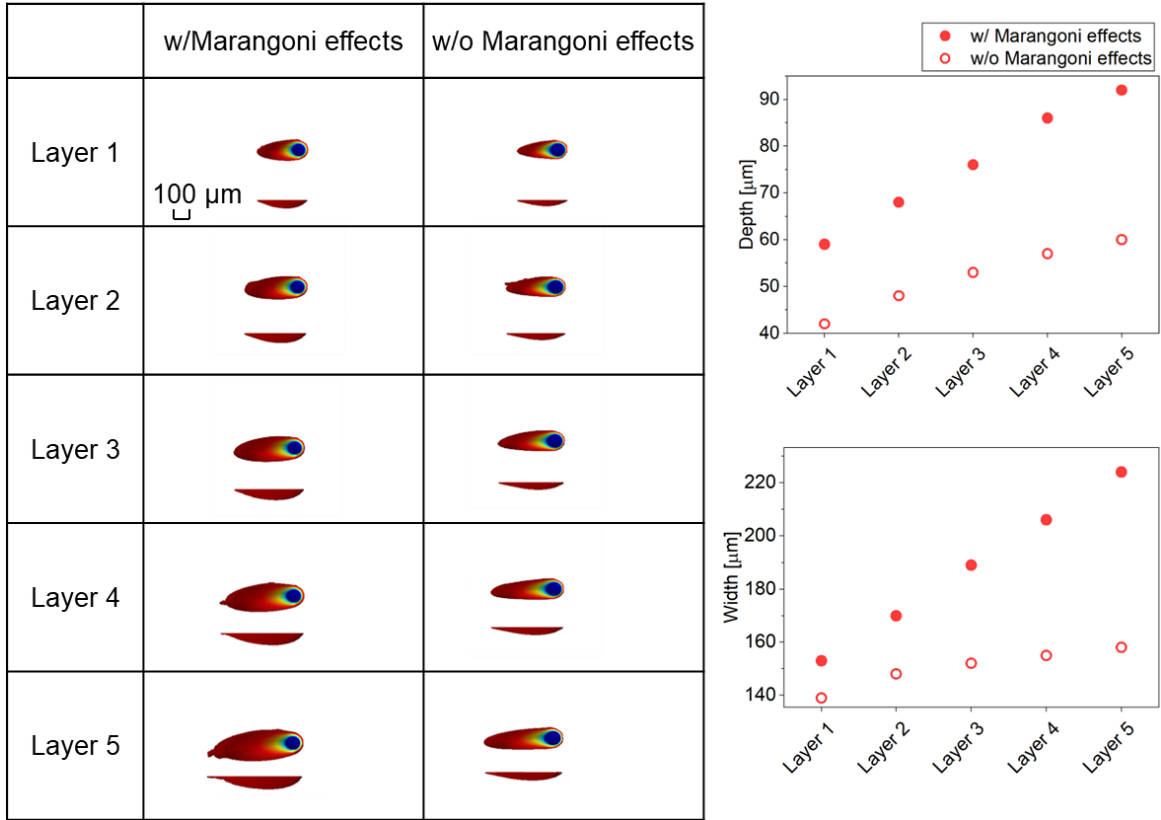 w/Marangoni effects
w/o Marangoni effects
Layer 1
100 μm
Layer 2
Layer 3
Layer 4
Layer 5
w/ Marangoni effects
w/o Marangoni effects
90
80
70
60
50
40
Depth [μm]
Layer 1
Layer 2
Layer 3
Layer 4
Layer 5
220
200
180
160
140
Width [μm]
Layer 1
Layer 2
Layer 3
Layer 4
Layer 5